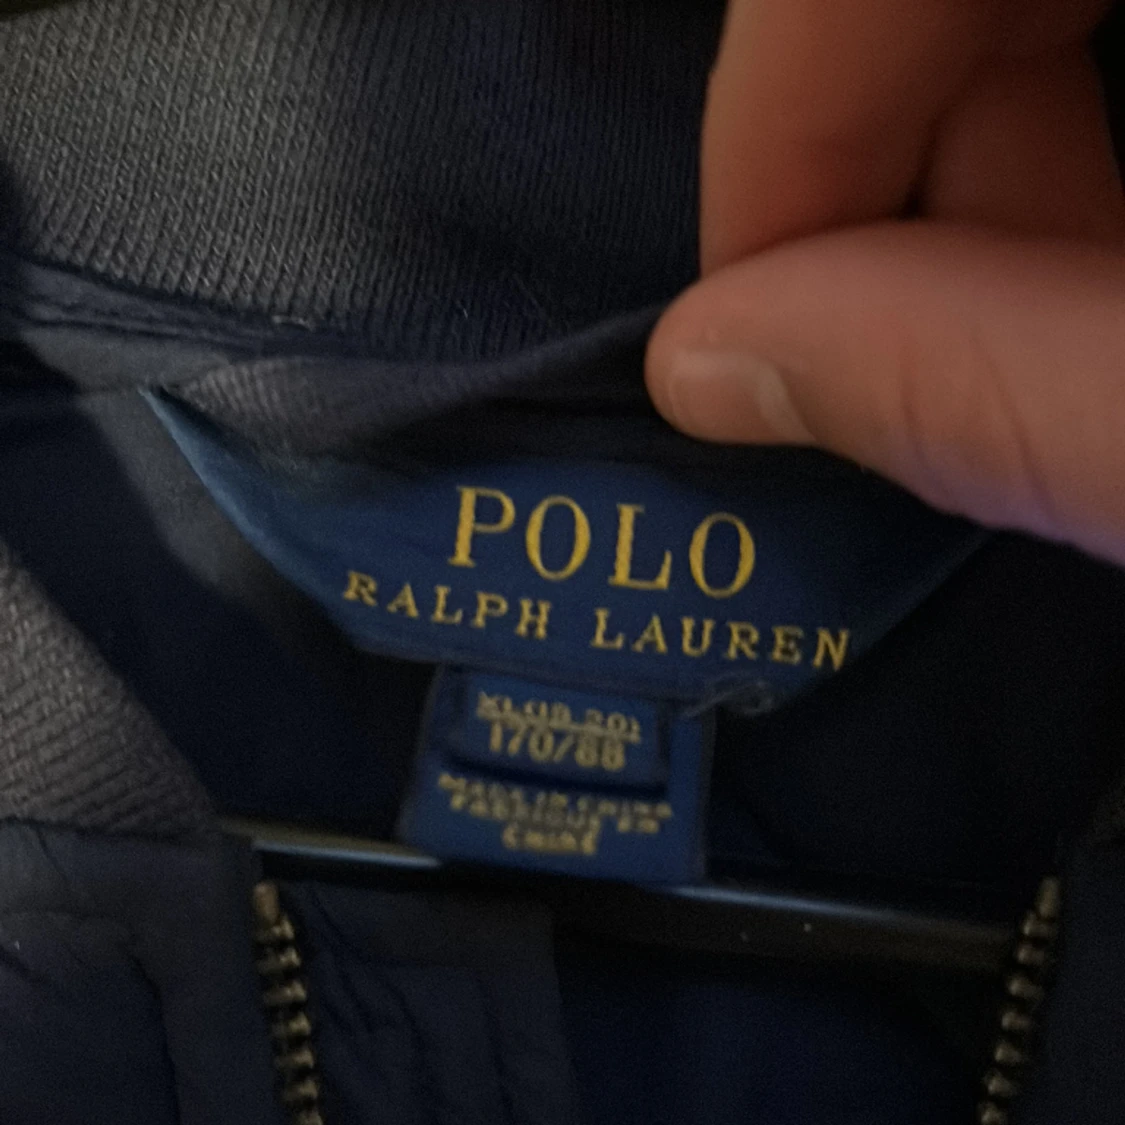 POLO
RALPH LAUREN
XL(18-20)
170/88
MADE IN CHINA
FABRIQUÉ EN
CHINE